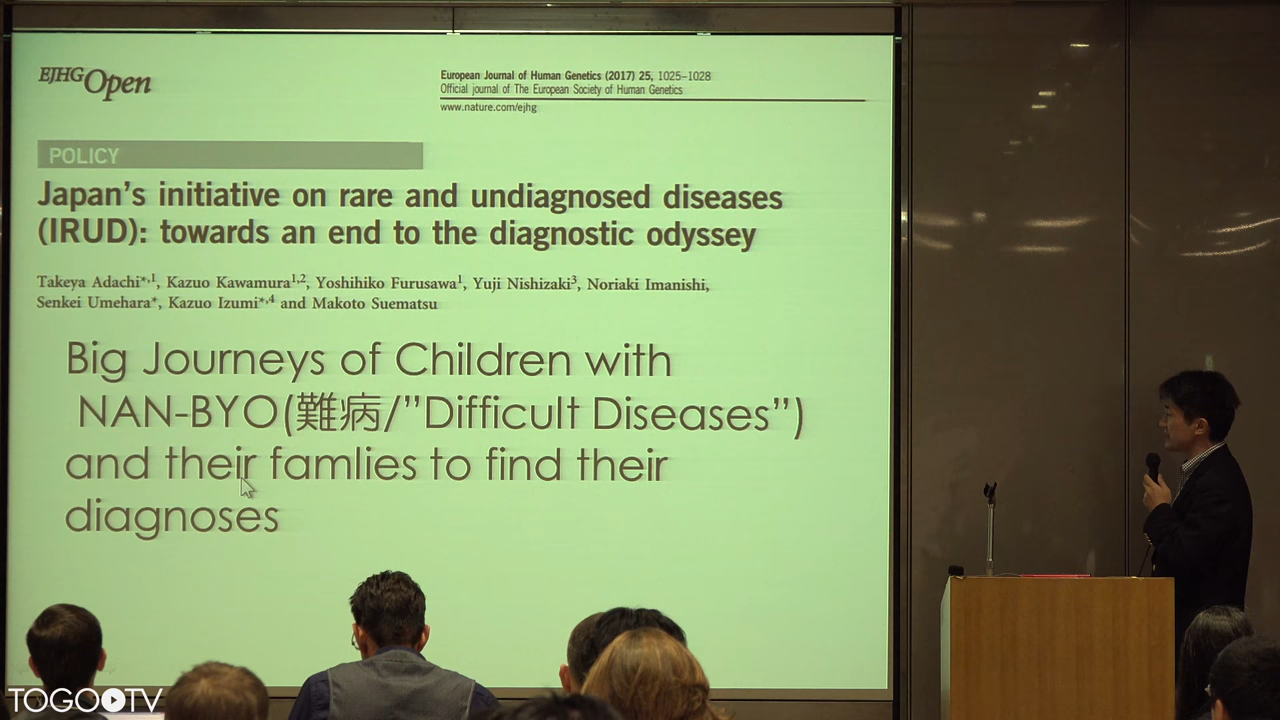 EJHG Open
European Journal of Human Genetics (2017) 25, 1025–1028
Official journal of The European Society of Human Genetics
www.nature.com/ejhg
POLICY
Japan's initiative on rare and undiagnosed diseases
(IRUD): towards an end to the diagnostic odyssey
Takeya Adachi*,1, Kazuo Kawamura1,2, Yoshihiko Furusawa1, Yuji Nishizaki3, Noriaki Imanishi,
Senkei Umehara*, Kazuo Izumi*,4 and Makoto Suematsu
Big Journeys of Children with
NAN-BYO(難病/”Difficult Diseases”)
and their famlies to find their
diagnoses
TOGOTV